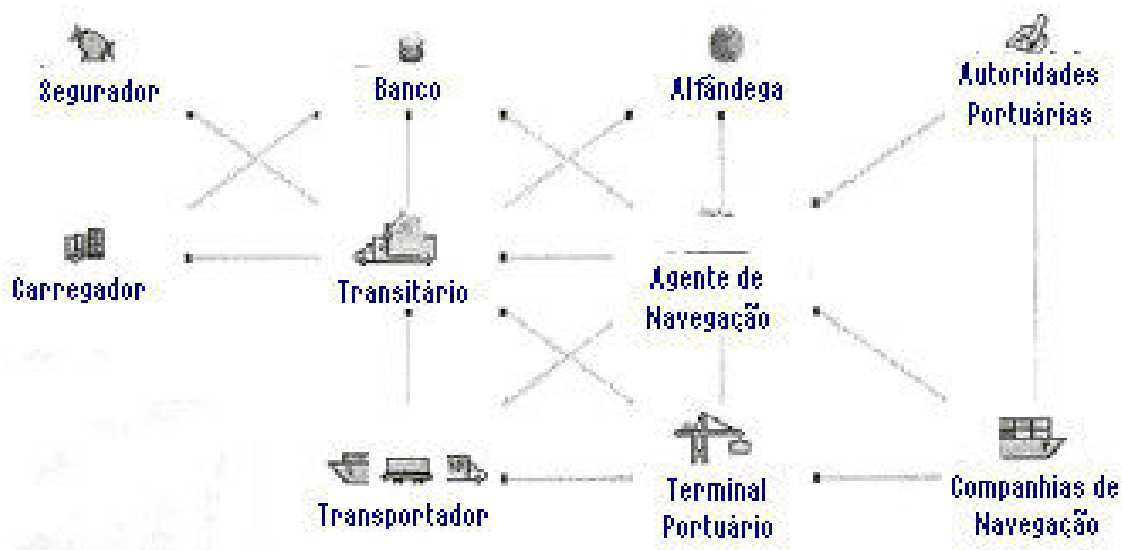 Segurador
Banco
Alfândega
Autoridades
Portuárias
Carregador
Transitário
Agente de
Navegação
Transportador
Terminal
Portuário
Companhias de
Navegação